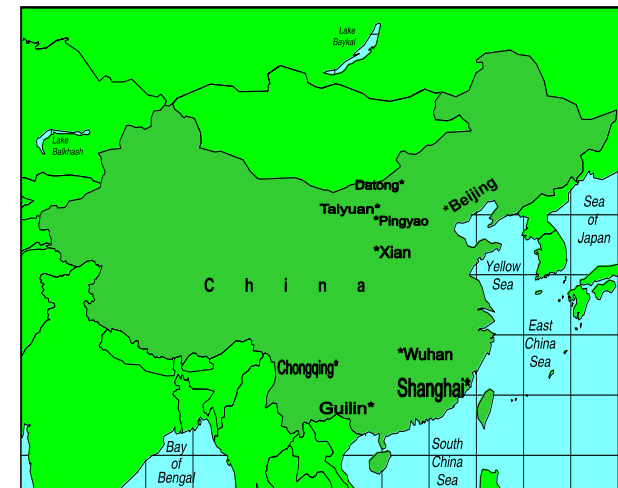 Lake
Baykal
Lake
Balkhash
Datong*
*Beijing
Taiyuan*
*Pingyao
Sea
of
Japan
*Xian
Yellow
Sea
China
East
China
Sea
*Wuhan
Chongqing*
Shanghai*
Guilin*
Bay
of
Bengal
South
China
Sea